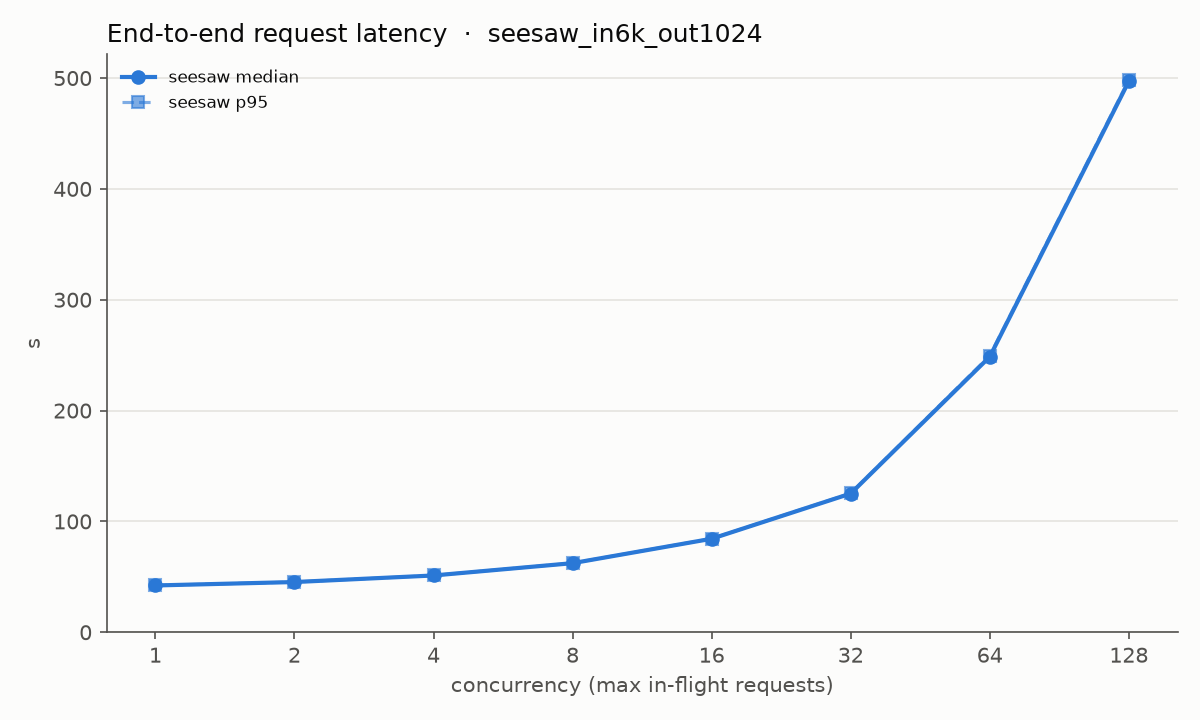 End-to-end request latency · seesaw_in6k_out1024
seesaw median
seesaw p95
500
400
300
200
100
0
s
1 2 4 8 16 32 64 128
concurrency (max in-flight requests)